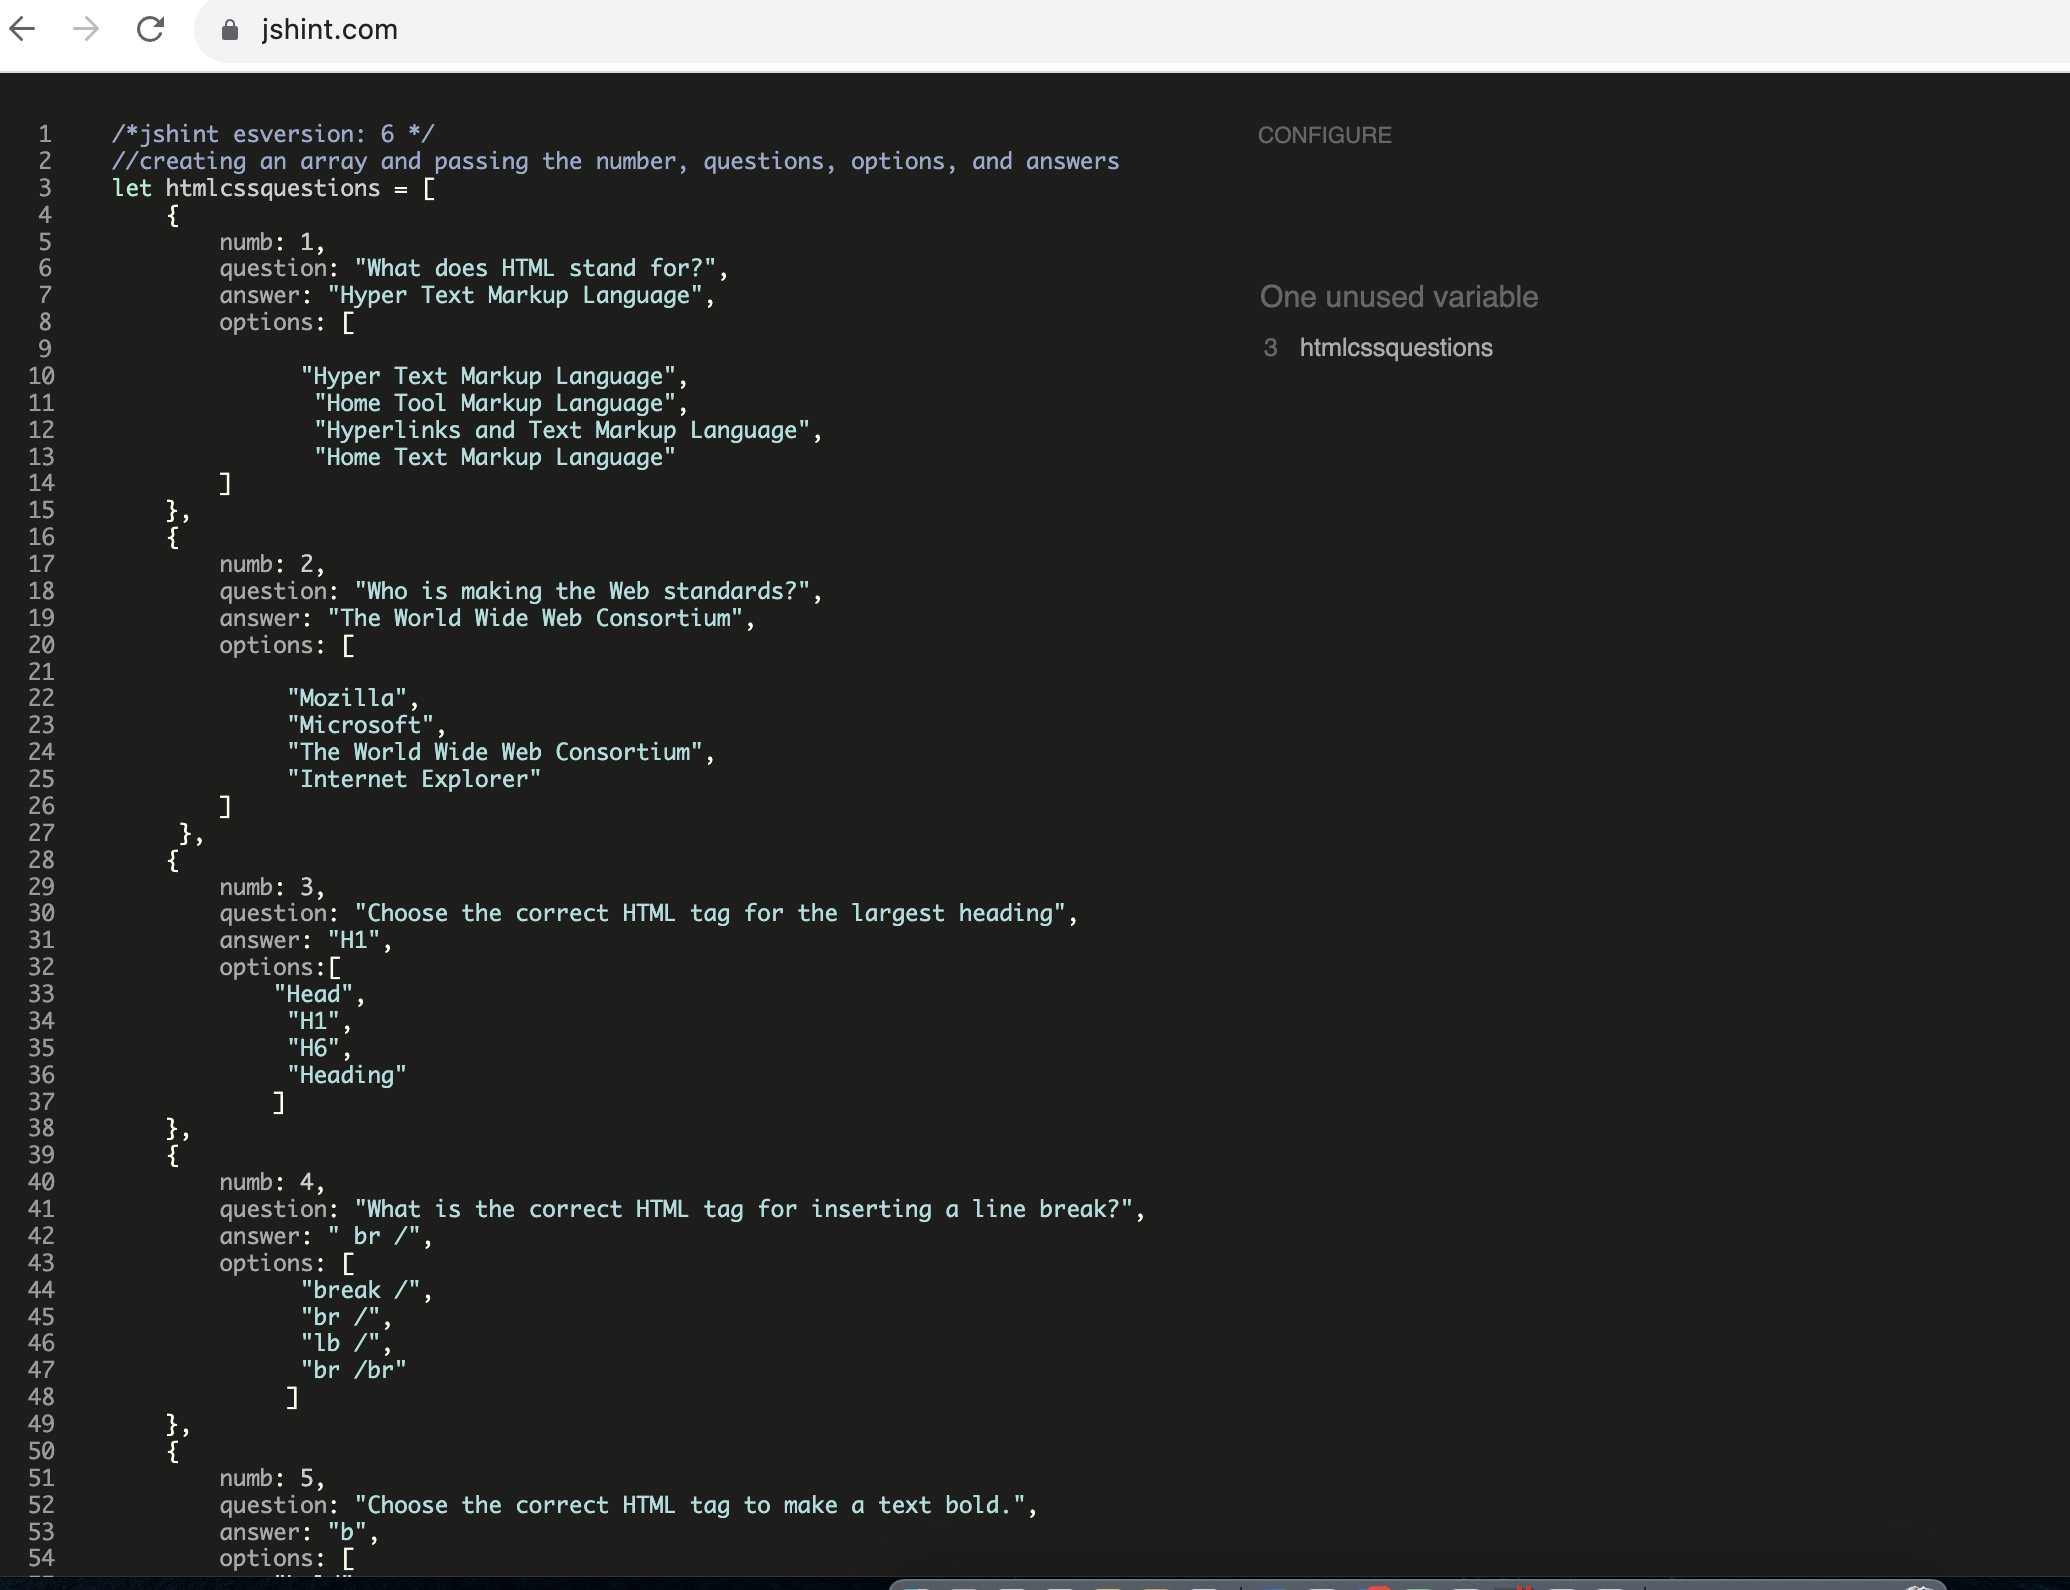 jshint.com
1 /*jshint esversion: 6 */
2 //creating an array and passing the number, questions, options, and answers
3 let htmlcssquestions = [
4 {
5 numb: 1,
6 question: "What does HTML stand for?",
7 answer: "Hyper Text Markup Language",
8 options: [
9
10 "Hyper Text Markup Language",
11 "Home Tool Markup Language",
12 "Hyperlinks and Text Markup Language",
13 "Home Text Markup Language"
14 ]
15 },
16 {
17 numb: 2,
18 question: "Who is making the Web standards?",
19 answer: "The World Wide Web Consortium",
20 options: [
21
22 "Mozilla",
23 "Microsoft",
24 "The World Wide Web Consortium",
25 "Internet Explorer"
26 ]
27 },
28 {
29 numb: 3,
30 question: "Choose the correct HTML tag for the largest heading",
31 answer: "H1",
32 options:[
33 "Head",
34 "H1",
35 "H6",
36 "Heading"
37 ]
38 },
39 {
40 numb: 4,
41 question: "What is the correct HTML tag for inserting a line break?",
42 answer: " br /",
43 options: [
44 "break /",
45 "br /",
46 "lb /",
47 "br /br"
48 ]
49 },
50 {
51 numb: 5,
52 question: "Choose the correct HTML tag to make a text bold.",
53 answer: "b",
54 options: [
CONFIGURE
One unused variable
3 htmlcssquestions